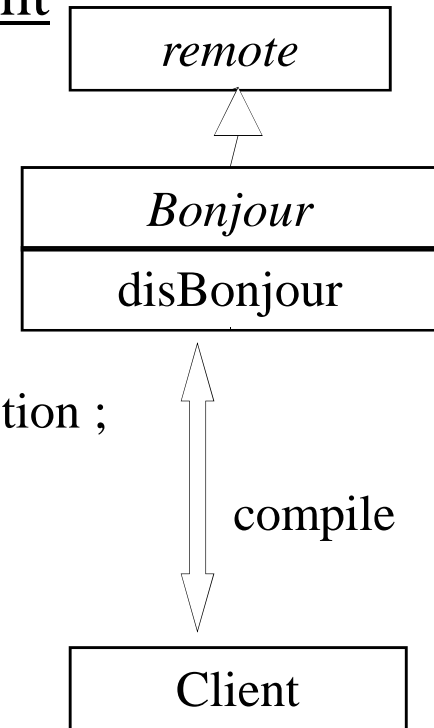 nt
remote
Bonjour
disBonjour
tion ;
compile
Client